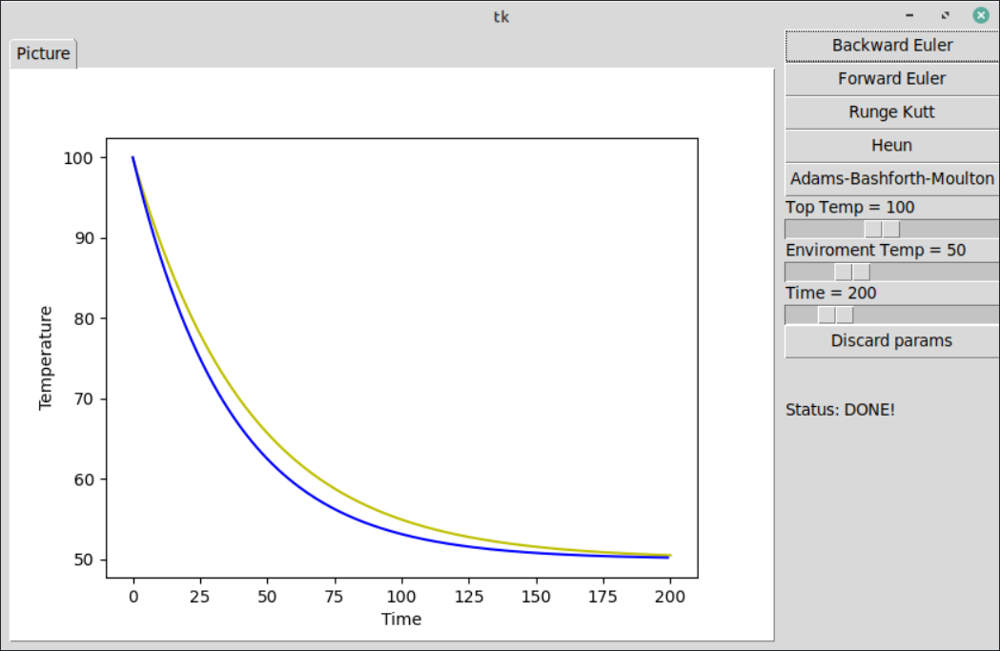 tk
Picture
100
90
80
70
60
50
Temperature
0 25 50 75 100 125 150 175 200
Time
Backward Euler
Forward Euler
Runge Kutt
Heun
Adams-Bashforth-Moulton
Top Temp = 100
Enviroment Temp = 50
Time = 200
Discard params
Status: DONE!